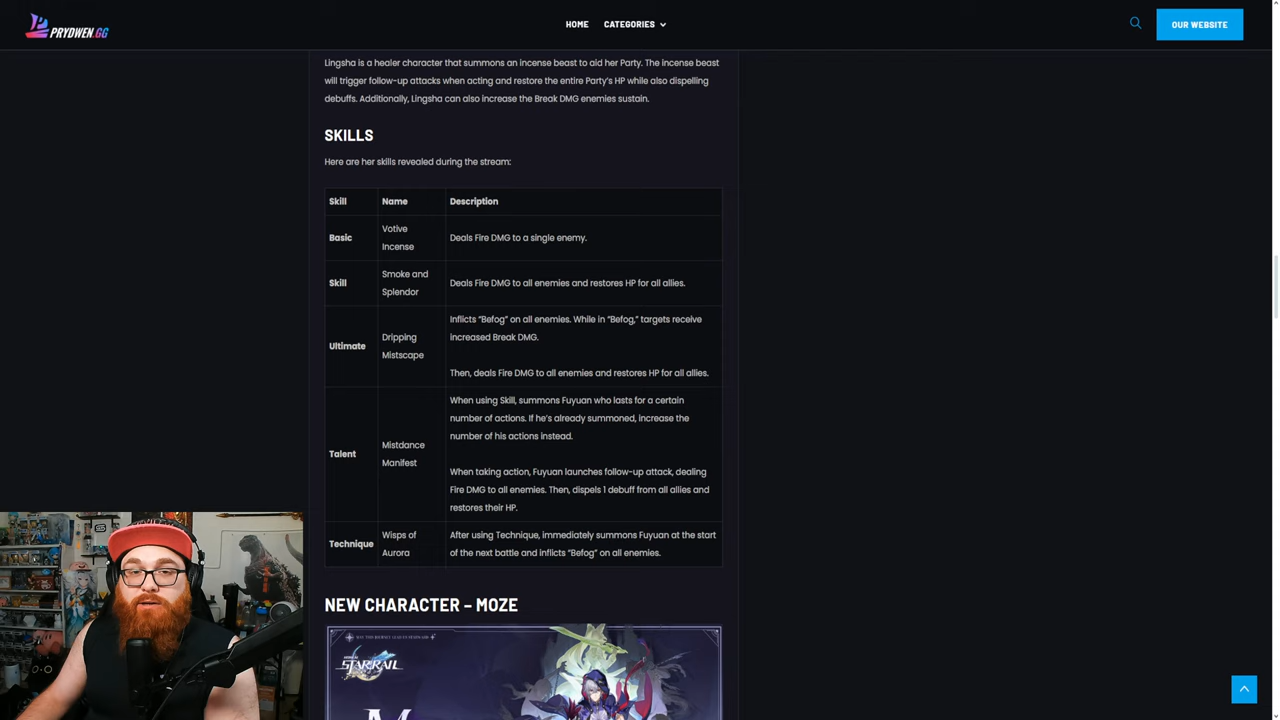 PRYDWEN.GG
HOME
CATEGORIES
OUR WEBSITE
Lingsha is a healer character that summons an incense beast to aid her Party. The incense beast
will trigger follow-up attacks when acting and restore the entire Party's HP while also dispelling
debuffs. Additionally, Lingsha can also increase the Break DMG enemies sustain.
SKILLS
Here are her skills revealed during the stream:
Skill
Name
Description
Basic
Votive
Incense
Deals Fire DMG to a single enemy.
Skill
Smoke and
Splendor
Deals Fire DMG to all enemies and restores HP for all allies.
Ultimate
Dripping
Mistscape
Inflicts "Befog" on all enemies. While in "Befog," targets receive
increased Break DMG.
Then, deals Fire DMG to all enemies and restores HP for all allies.
Talent
Mistdance
Manifest
When using Skill, summons Fuyuan who lasts for a certain
number of actions. If he's already summoned, increase the
number of his actions instead.
When taking action, Fuyuan launches follow-up attack, dealing
Fire DMG to all enemies. Then, dispels 1 debuff from all allies and
restores their HP.
Technique
Wisps of
Aurora
After using Technique, immediately summons Fuyuan at the start
of the next battle and inflicts "Befog" on all enemies.
NEW CHARACTER – MOZE
MAY THIS JOURNEY LEAD US STARWARD
STAR RAIL